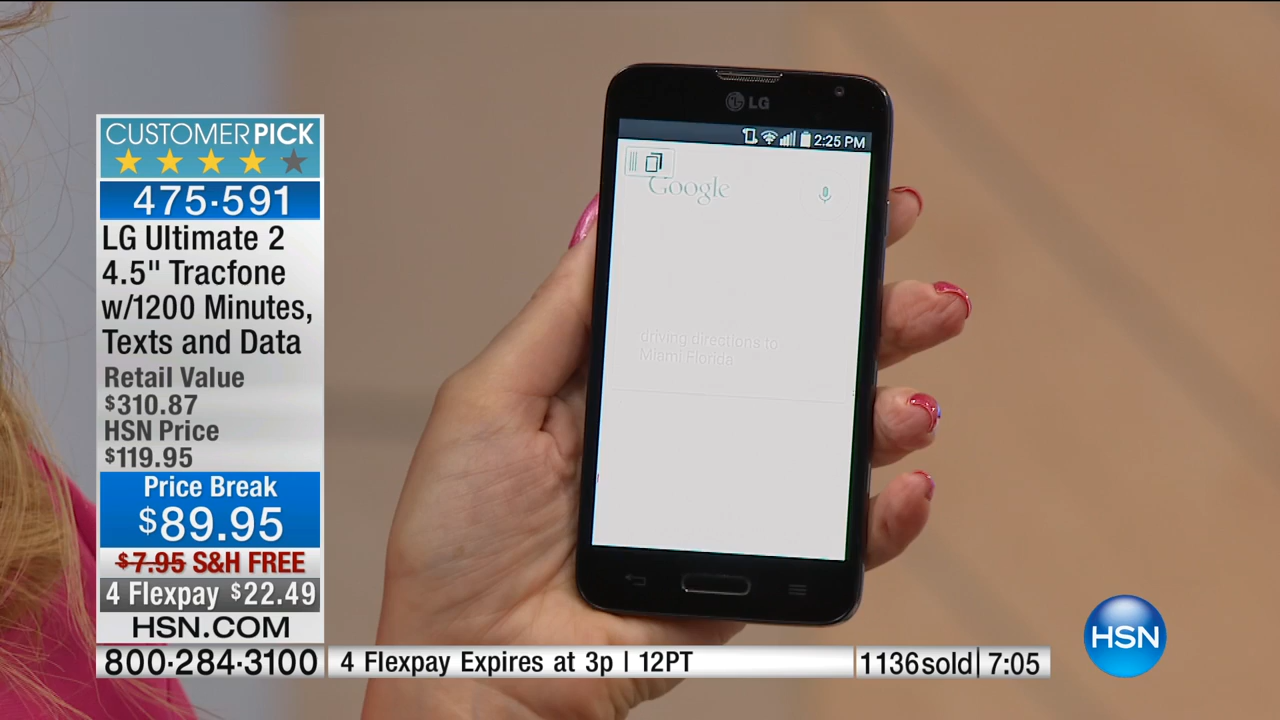 CUSTOMER PICK
475·591
LG Ultimate 2
4.5" Tracfone
w/1200 Minutes,
Texts and Data
Retail Value
$310.87
HSN Price
$119.95
Price Break
$89.95
$7.95 S&H FREE
4 Flexpay $22.49
HSN.COM
800·284·3100
4 Flexpay Expires at 3p | 12PT
1136 sold | 7:05
LG
2:25 PM
Google
driving directions to
Miami Florida
HSN